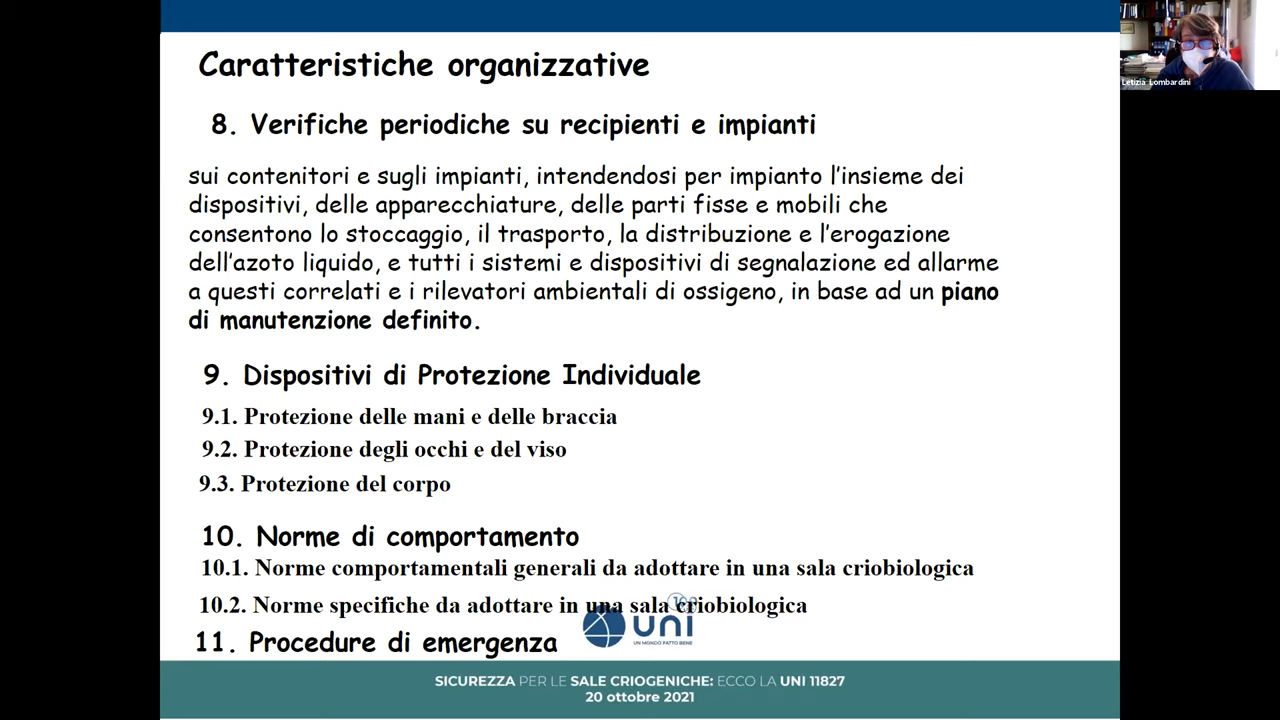 Caratteristiche organizzative
Letizia Lombardini
8. Verifiche periodiche su recipienti e impianti
sui contenitori e sugli impianti, intendendosi per impianto l'insieme dei
dispositivi, delle apparecchiature, delle parti fisse e mobili che
consentono lo stoccaggio, il trasporto, la distribuzione e l'erogazione
dell'azoto liquido, e tutti i sistemi e dispositivi di segnalazione ed allarme
a questi correlati e i rilevatori ambientali di ossigeno, in base ad un piano
di manutenzione definito.
9. Dispositivi di Protezione Individuale
9.1. Protezione delle mani e delle braccia
9.2. Protezione degli occhi e del viso
9.3. Protezione del corpo
10. Norme di comportamento
10.1. Norme comportamentali generali da adottare in una sala criobiologica
10.2. Norme specifiche da adottare in una sala criobiologica
100
uni
UN MONDO FATTO BENE
11. Procedure di emergenza
SICUREZZA PER LE SALE CRIOGENICHE: ECCO LA UNI 11827
20 ottobre 2021